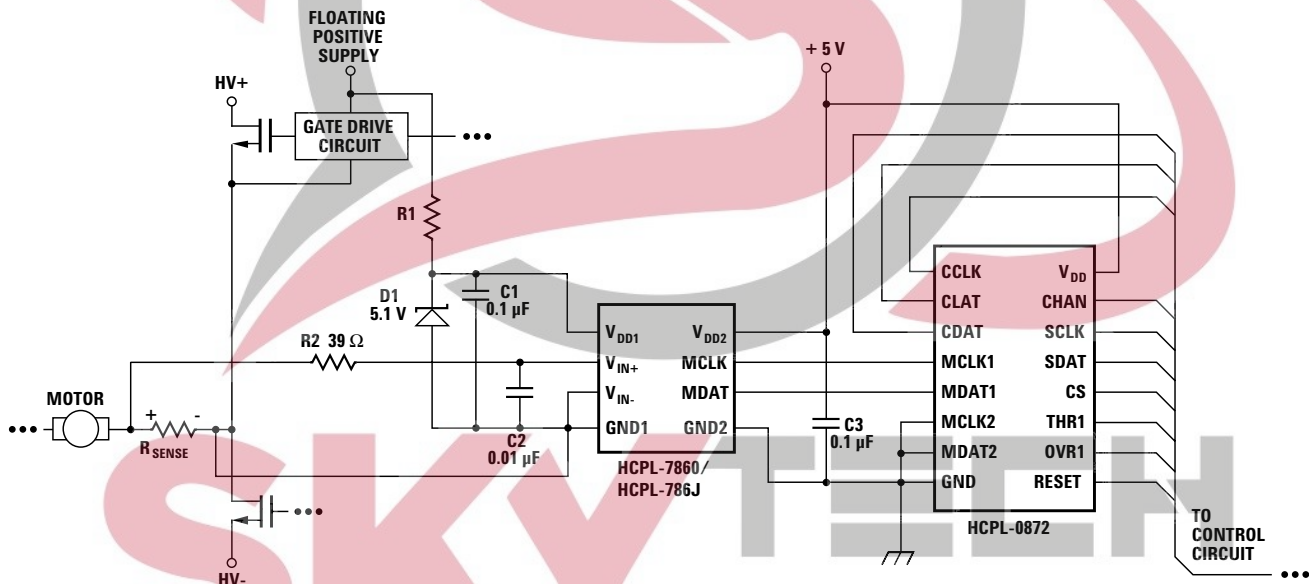 FLOATING
POSITIVE
SUPPLY
HV+
+ 5 V
GATE DRIVE
CIRCUIT
•••
R1
D1
5.1 V
C1
0.1 µF
R2 39 Ω
MOTOR
•••
+ -
RSENSE
C2
0.01 µF
VDD1
VIN+
VIN-
GND1
VDD2
MCLK
MDAT
GND2
HCPL-7860/
HCPL-786J
C3
0.1 µF
CCLK
CLAT
CDAT
MCLK1
MDAT1
MCLK2
MDAT2
GND
VDD
CHAN
SCLK
SDAT
CS
THR1
OVR1
RESET
HCPL-0872
TO
CONTROL
CIRCUIT
•••
•••
HV-
SKYTECH